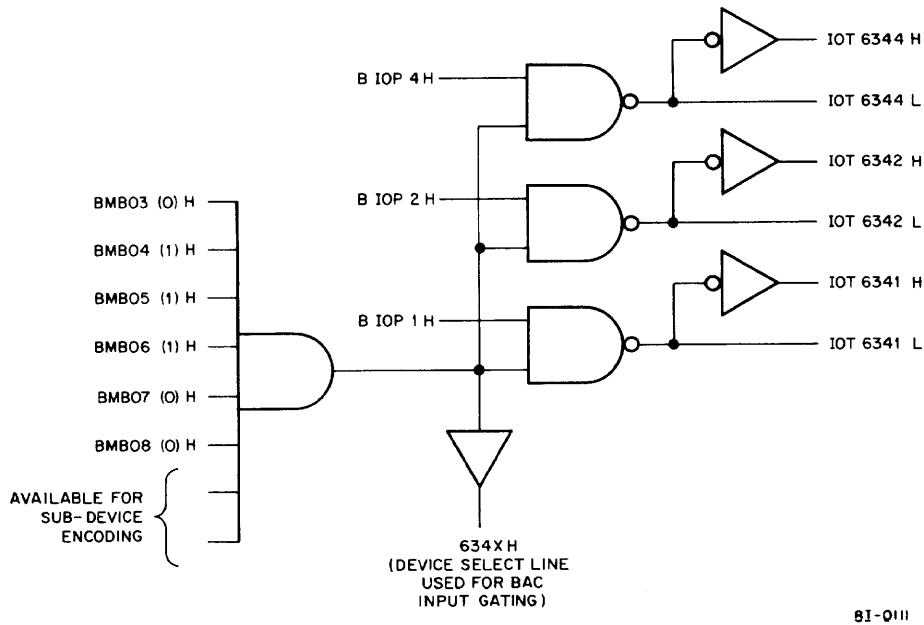 IOT 6344 H
B IOP 4 H
IOT 6344 L
IOT 6342 H
B IOP 2 H
IOT 6342 L
BMB03 (0) H
BMB04 (1) H
BMB05 (1) H
BMB06 (1) H
BMB07 (0) H
BMB08 (0) H
IOT 6341 H
B IOP 1 H
IOT 6341 L
AVAILABLE FOR
SUB-DEVICE
ENCODING
634X H
(DEVICE SELECT LINE
USED FOR BAC
INPUT GATING)
8I-0111